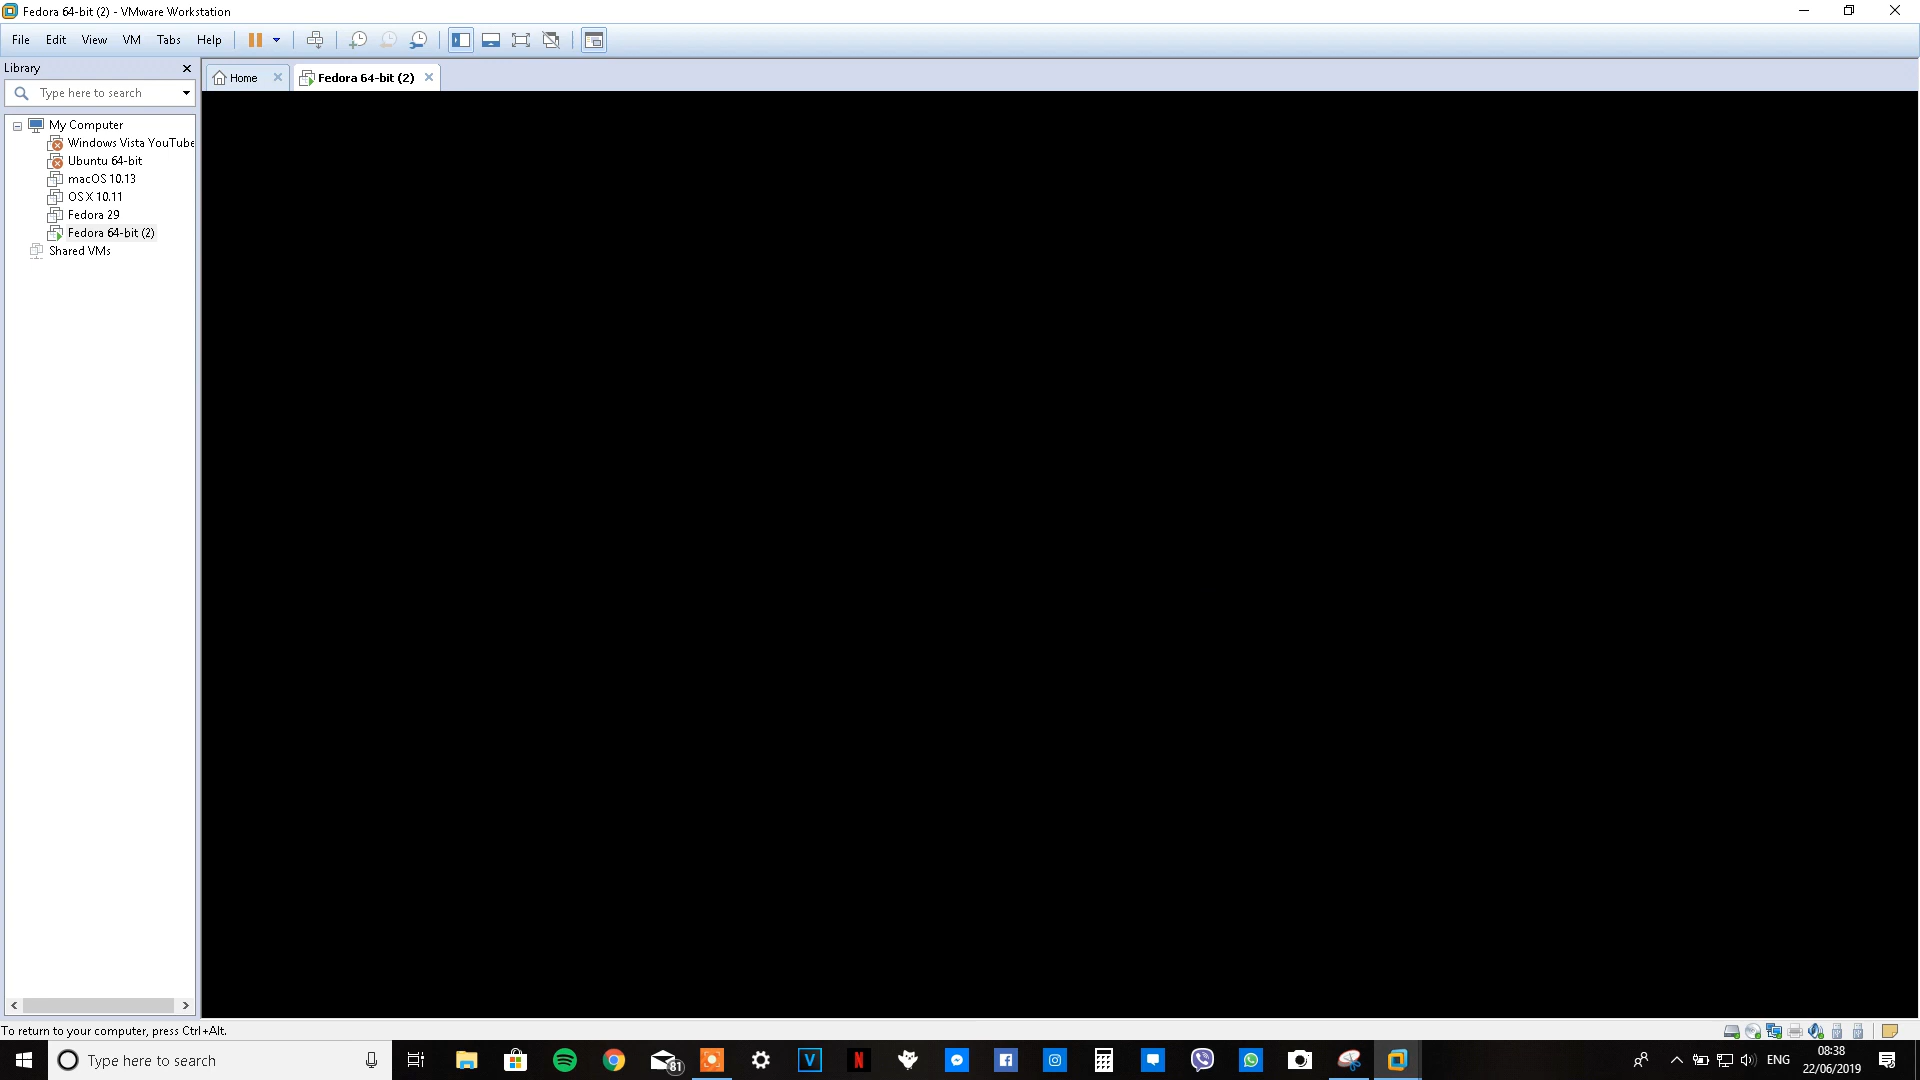 Fedora 64-bit (2) - VMware Workstation
File Edit View VM Tabs Help
Library
Home
Fedora 64-bit (2)
Type here to search
My Computer
Windows Vista YouTube
Ubuntu 64-bit
macOS 10.13
OS X 10.11
Fedora 29
Fedora 64-bit (2)
Shared VMs
To return to your computer, press Ctrl+Alt.
Type here to search
81
V
N
ENG
08:38
22/06/2019